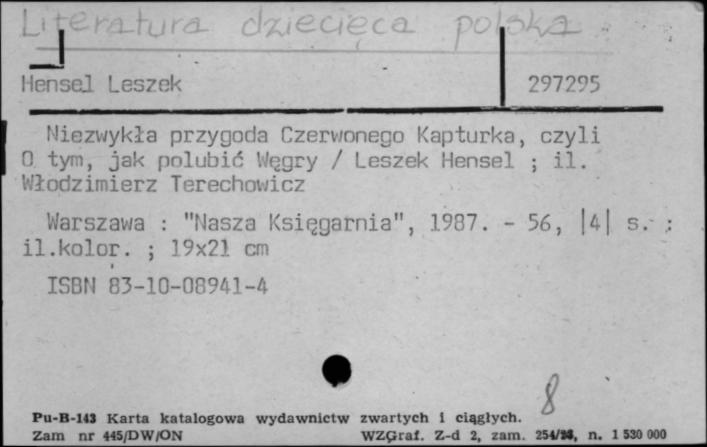 Literatura dziecięca polska
Hensel Leszek 297295
Niezwykła przygoda Czerwonego Kapturka, czyli
O tym, jak polubić Węgry / Leszek Hensel ; il.
Włodzimierz Terechowicz
Warszawa : "Nasza Księgarnia", 1987. - 56, |4| s. :
il.kolor. ; 19x21 cm
ISBN 83-10-08941-4
8
Pu-B-143 Karta katalogowa wydawnictw zwartych i ciągłych.
Zam nr 445/DW/ON WZGraf. Z-d 2, zam. n. 1 530 000